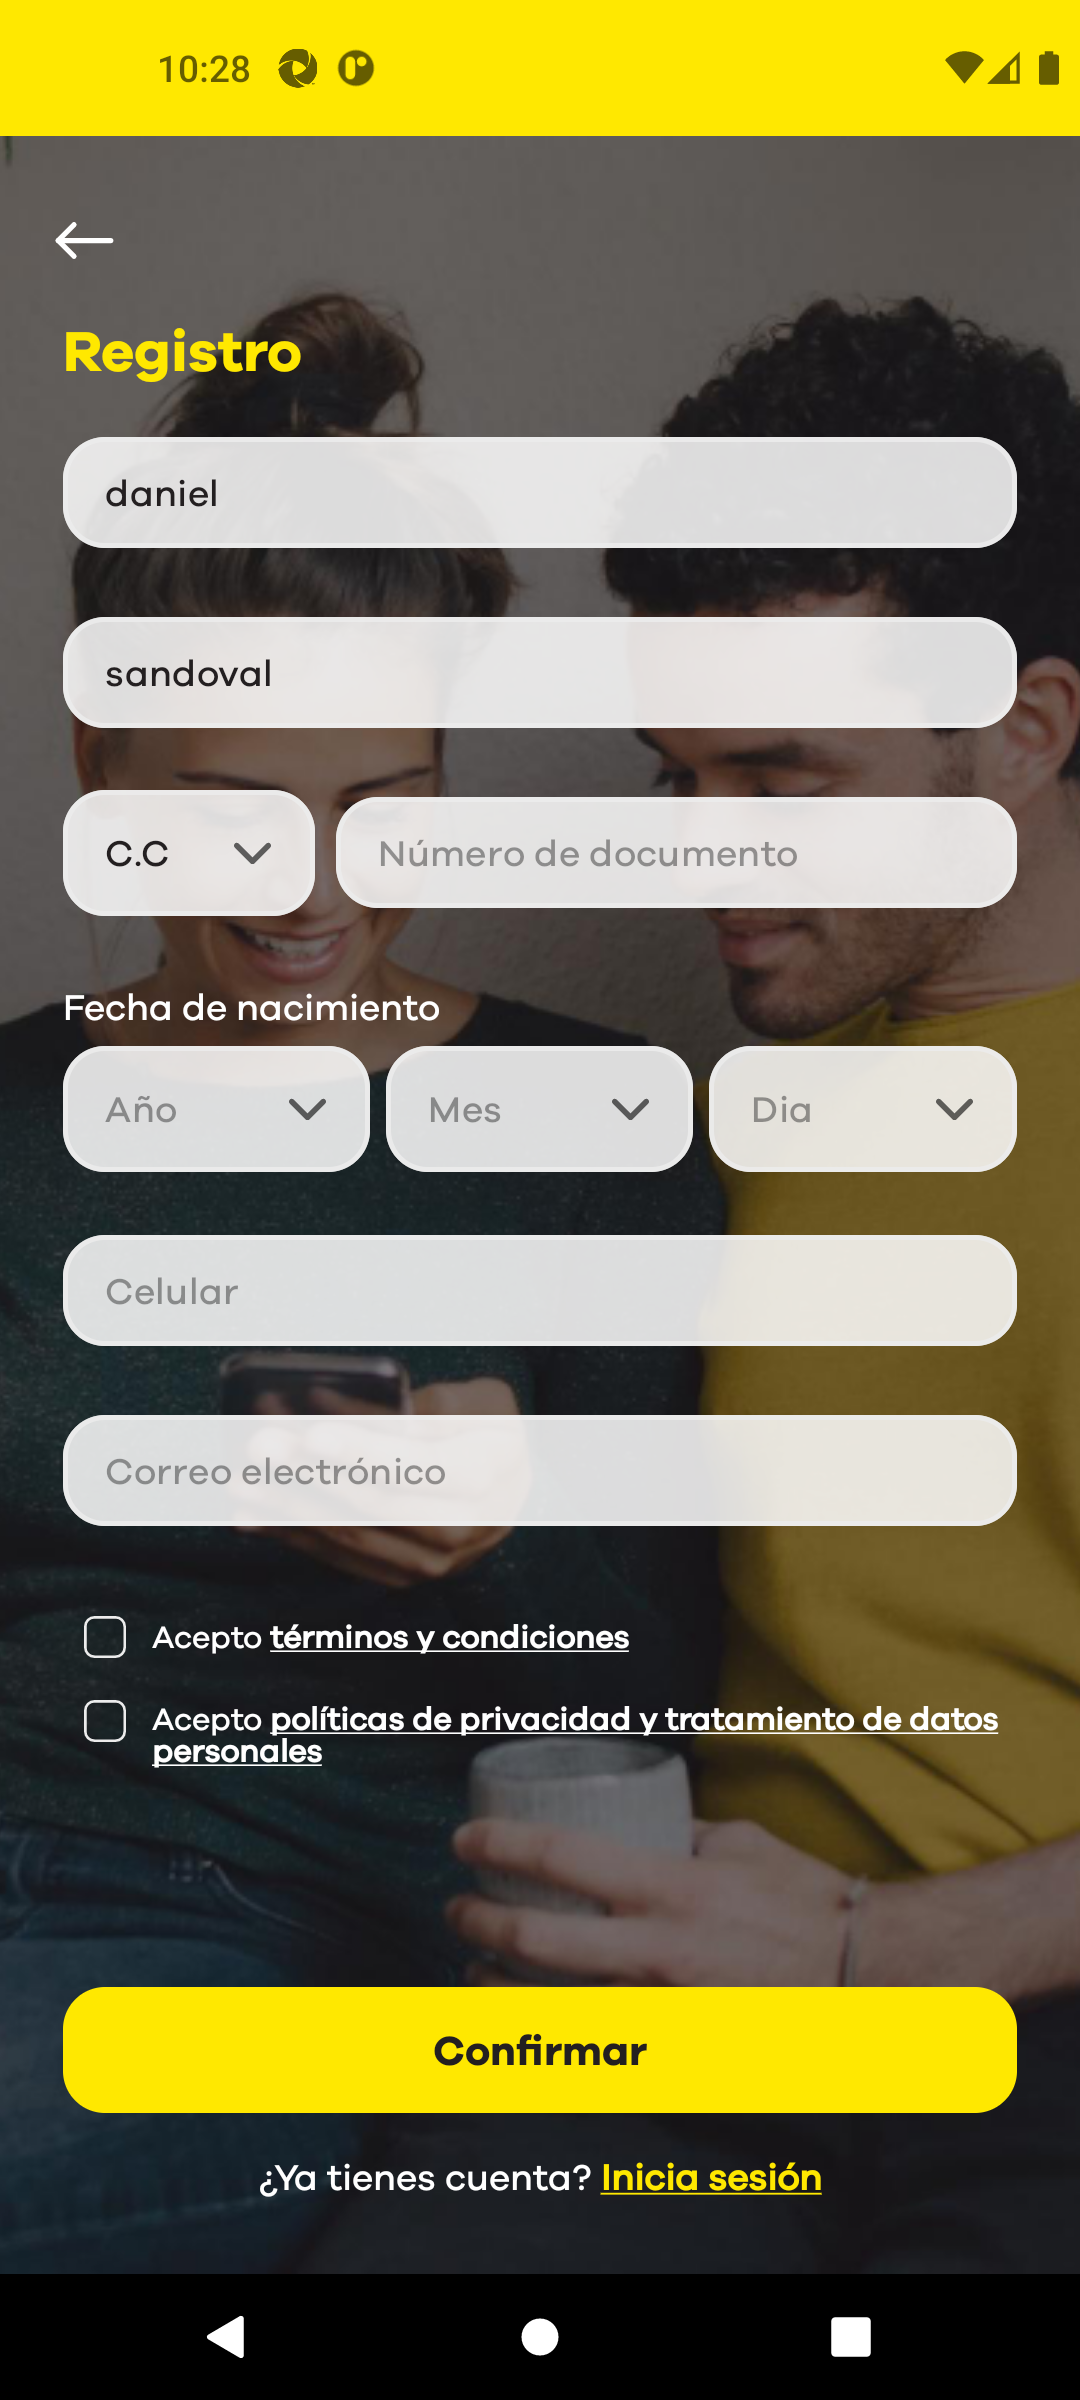 10:28
Registro
daniel
sandoval
C.C
Número de documento
Fecha de nacimiento
Año
Mes
Dia
Celular
Correo electrónico
Acepto términos y condiciones
Acepto políticas de privacidad y tratamiento de datos
personales
Confirmar
¿Ya tienes cuenta? Inicia sesión